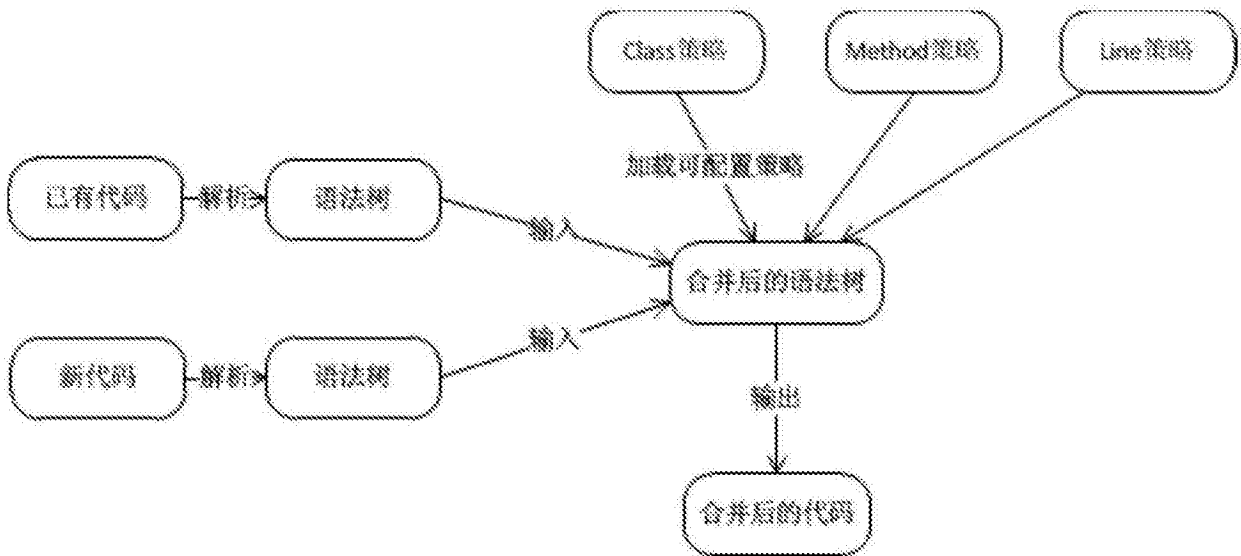 Class策略
Method策略
Line策略
加载可配置策略
已有代码
解析
语法树
输入
合并后的语法树
新代码
解析
语法树
输入
输出
合并后的代码